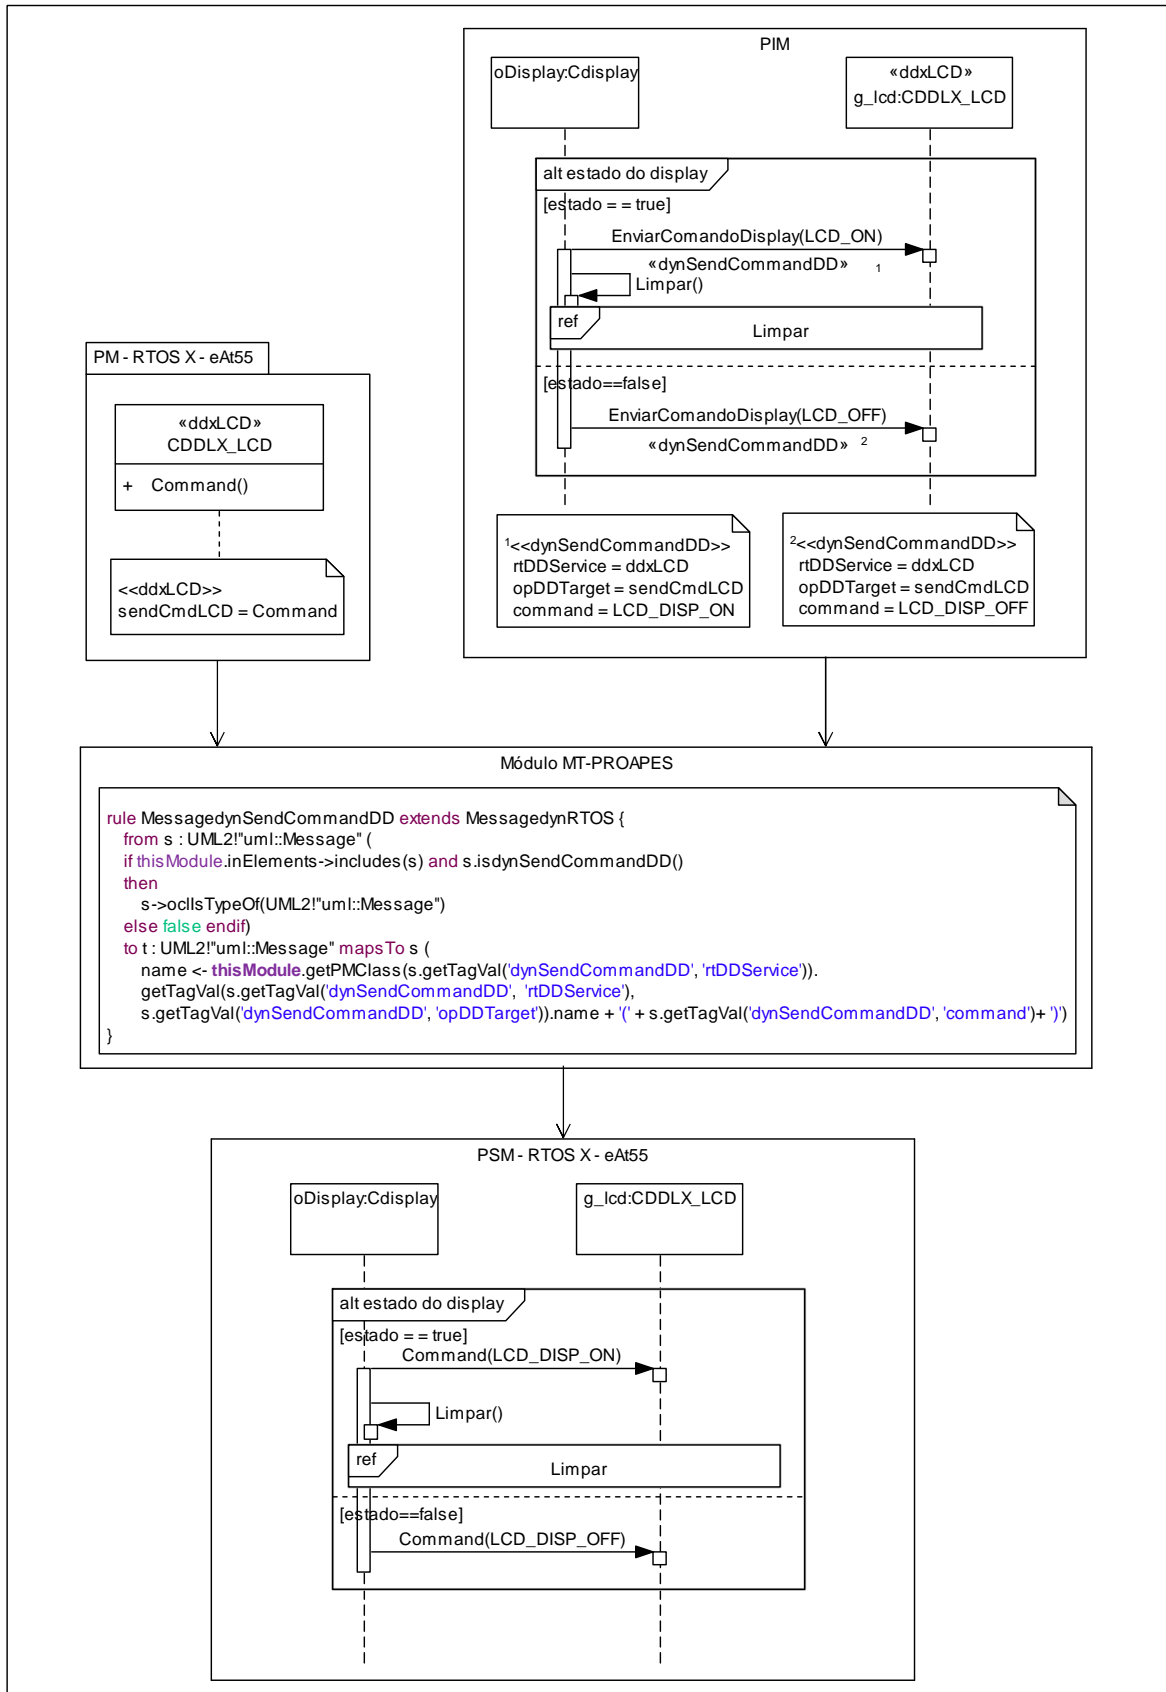 PIM
oDisplay:Cdisplay
«ddxLCD»
g_lcd:CDDLX_LCD
alt estado do display
[estado = = true]
EnviarComandoDisplay(LCD_ON)
«dynSendCommandDD» 1
Limpar()
ref
Limpar
[estado==false]
EnviarComandoDisplay(LCD_OFF)
«dynSendCommandDD» 2
1<<dynSendCommandDD>>
rtDDService = ddxLCD
opDDTarget = sendCmdLCD
command = LCD_DISP_ON
2<<dynSendCommandDD>>
rtDDService = ddxLCD
opDDTarget = sendCmdLCD
command = LCD_DISP_OFF
PM - RTOS X - eAt55
«ddxLCD»
CDDLX_LCD
+ Command()
<<ddxLCD>>
sendCmdLCD = Command
Módulo MT-PROAPES
rule MessagedynSendCommandDD extends MessagedynRTOS {
from s : UML2!"uml::Message" (
if thisModule.inElements->includes(s) and s.isdynSendCommandDD()
then
s->oclIsTypeOf(UML2!"uml::Message")
else false endif)
to t : UML2!"uml::Message" mapsTo s (
name <- thisModule.getPMClass(s.getTagVal('dynSendCommandDD', 'rtDDService')).
getTagVal(s.getTagVal('dynSendCommandDD', 'rtDDService'),
s.getTagVal('dynSendCommandDD', 'opDDTarget')).name + '(' + s.getTagVal('dynSendCommandDD', 'command')+ ')')
}
PSM - RTOS X - eAt55
oDisplay:Cdisplay
g_lcd:CDDLX_LCD
alt estado do display
[estado = = true]
Command(LCD_DISP_ON)
Limpar()
ref
Limpar
[estado==false]
Command(LCD_DISP_OFF)